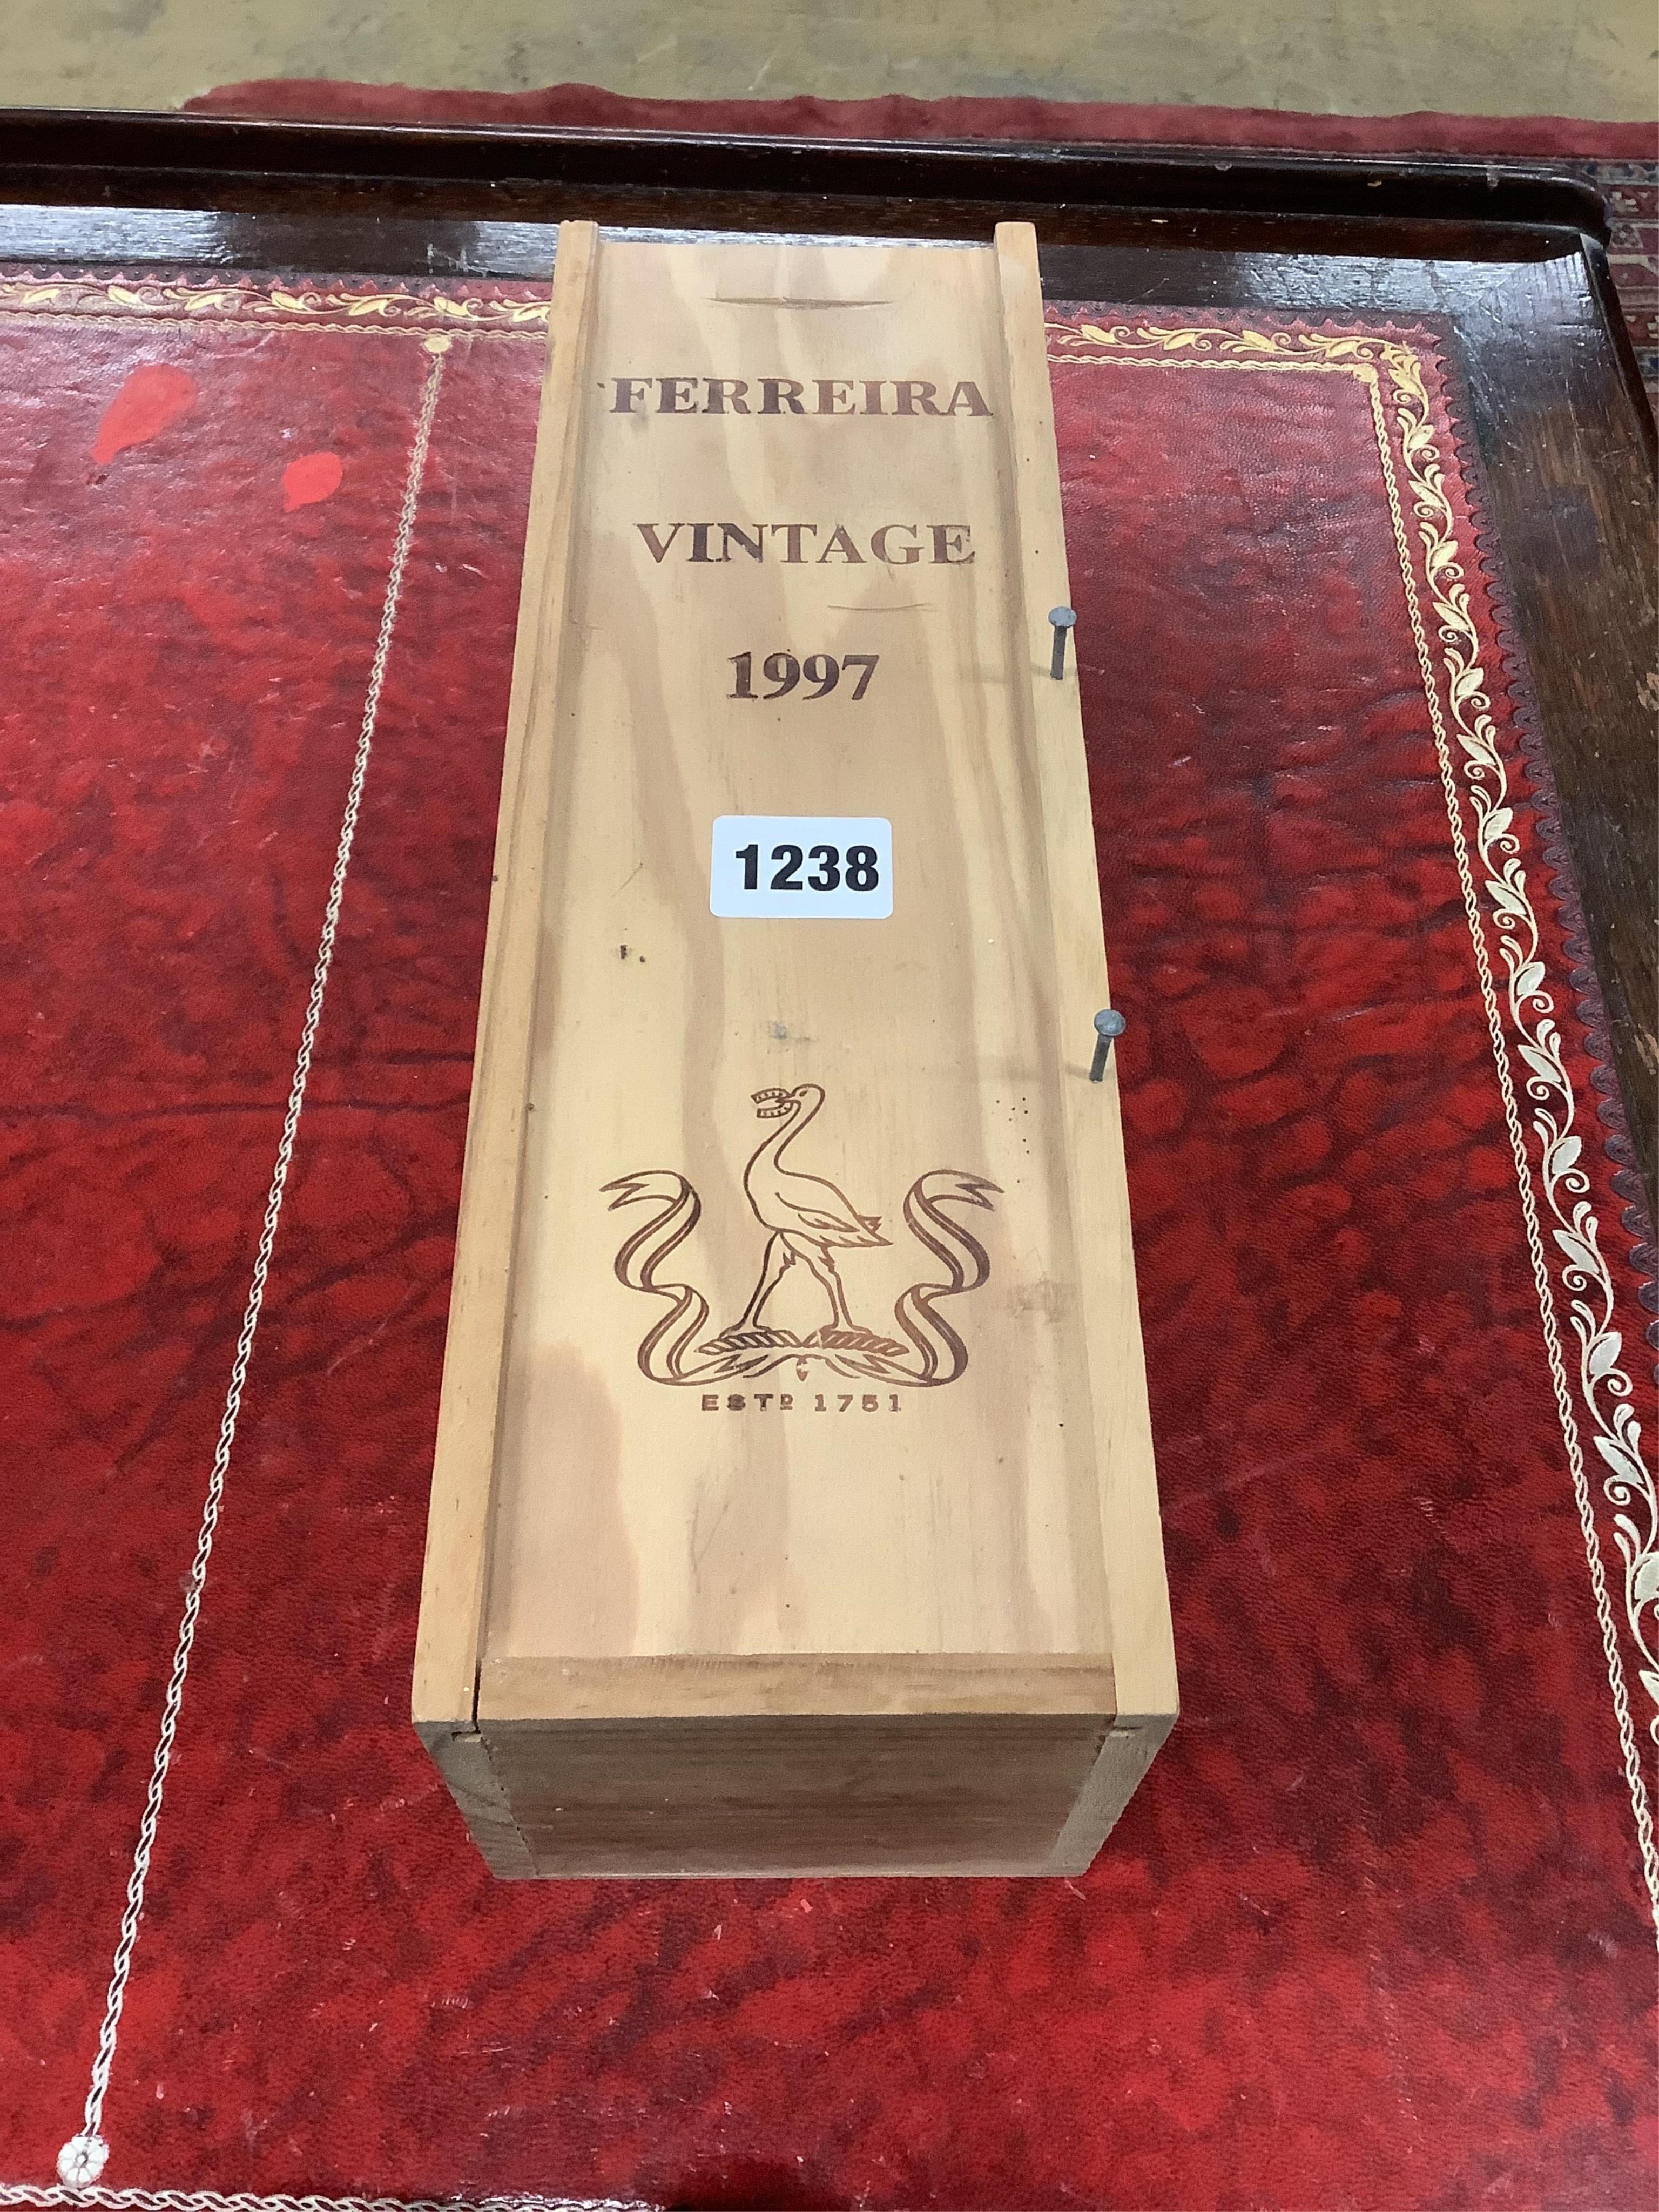 FERREIRA
VINTAGE
1997
1238
ESTD 1751